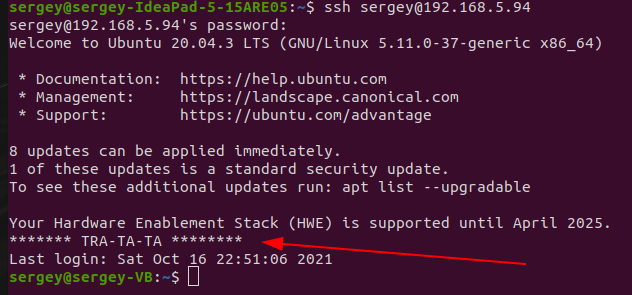 sergey@sergey-IdeaPad-5-15ARE05:~$ ssh sergey@192.168.5.94
sergey@192.168.5.94's password:
Welcome to Ubuntu 20.04.3 LTS (GNU/Linux 5.11.0-37-generic x86_64)

 * Documentation:  https://help.ubuntu.com
 * Management:     https://landscape.canonical.com
 * Support:        https://ubuntu.com/advantage

8 updates can be applied immediately.
1 of these updates is a standard security update.
To see these additional updates run: apt list --upgradable

Your Hardware Enablement Stack (HWE) is supported until April 2025.
******* TRA-TA-TA ********
Last login: Sat Oct 16 22:51:06 2021
sergey@sergey-VB:~$